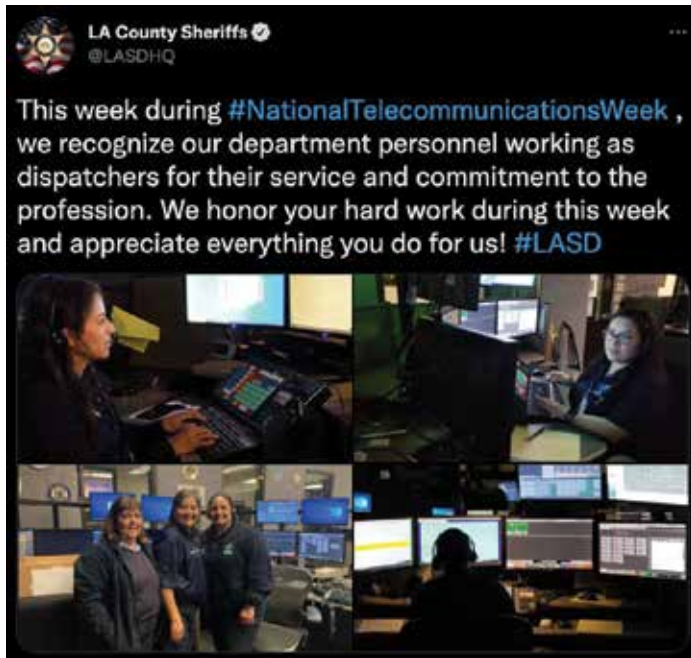 LA County Sheriffs
@LASDHQ
This week during #NationalTelecommunicationsWeek ,
we recognize our department personnel working as
dispatchers for their service and commitment to the
profession. We honor your hard work during this week
and appreciate everything you do for us! #LASD